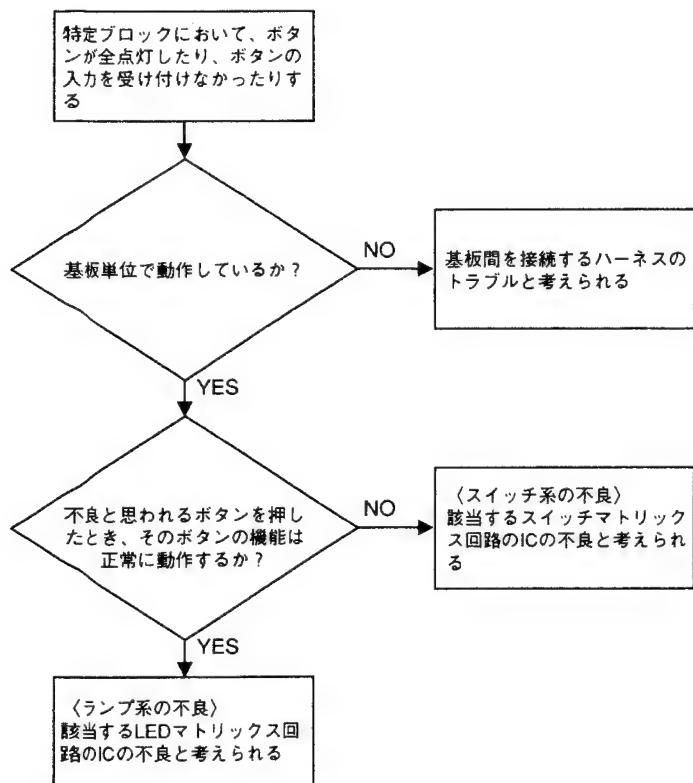 特定ブロックにおいて、ボタ
ンが全点灯したり、ボタンの
入力を受け付けなかったりす
る
基板単位で動作しているか？
NO
基板間を接続するハーネスの
トラブルと考えられる
YES
不良と思われるボタンを押し
たとき、そのボタンの機能は
正常に動作するか？
NO
〈スイッチ系の不良〉
該当するスイッチマトリック
ス回路のICの不良と考えられ
る
YES
〈ランプ系の不良〉
該当するLEDマトリックス回
路のICの不良と考えられる